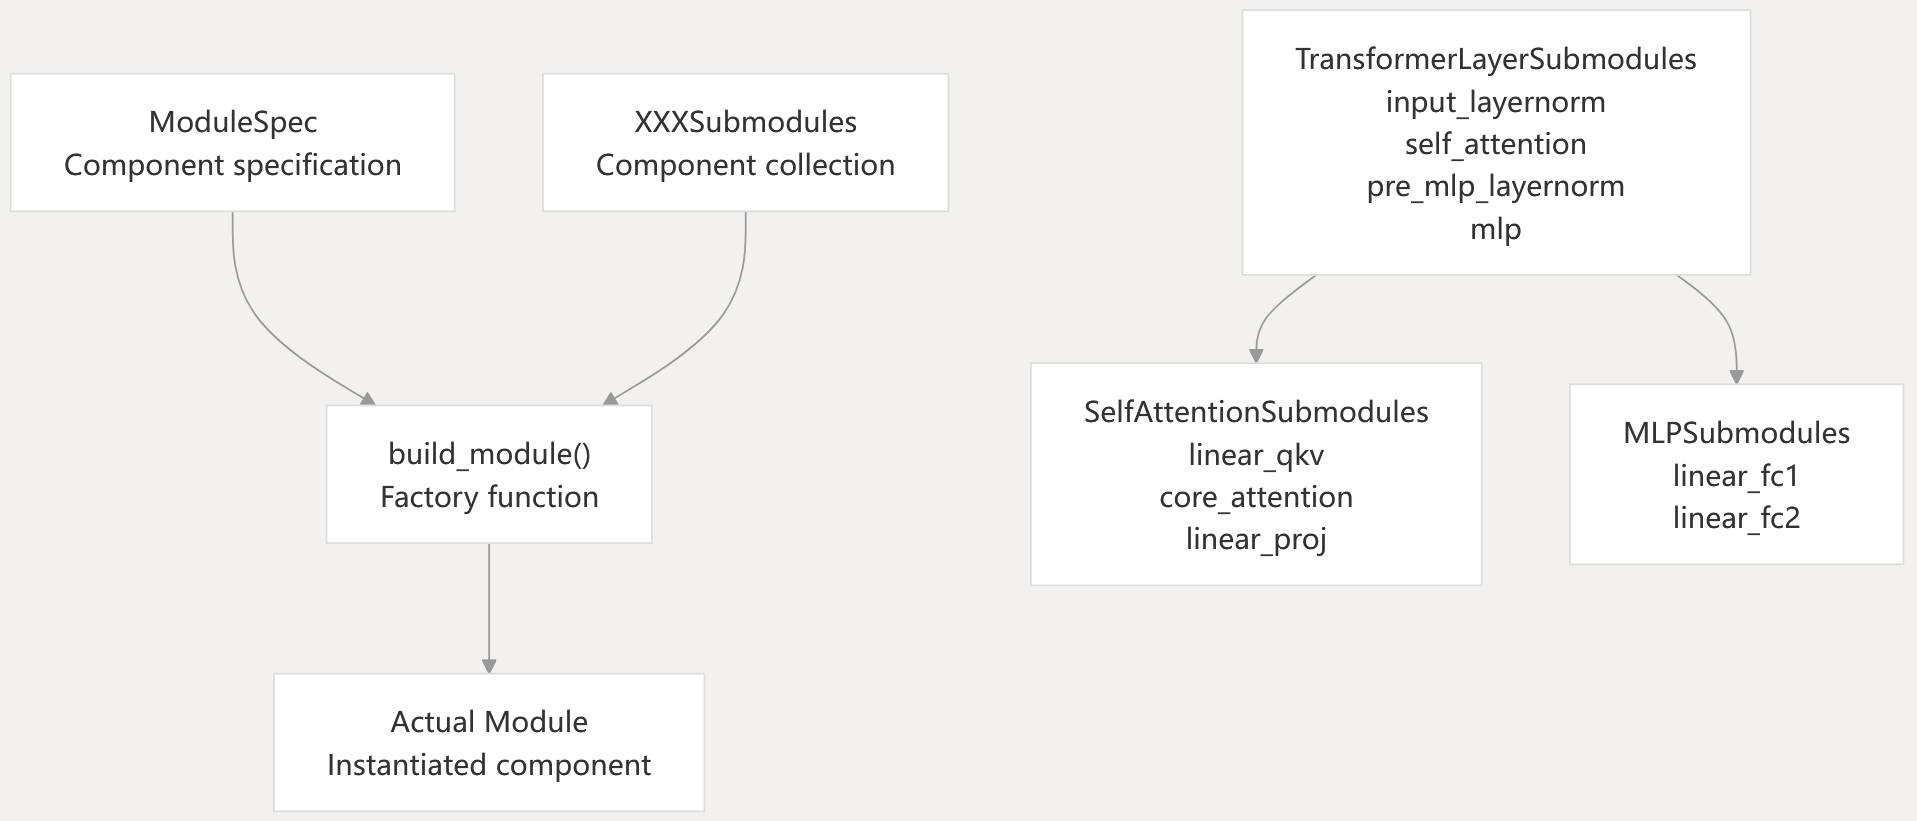 ModuleSpec
Component specification
XXXSubmodules
Component collection
build_module()
Factory function
Actual Module
Instantiated component
TransformerLayerSubmodules
input_layernorm
self_attention
pre_mlp_layernorm
mlp
SelfAttentionSubmodules
linear_qkv
core_attention
linear_proj
MLPSubmodules
linear_fc1
linear_fc2